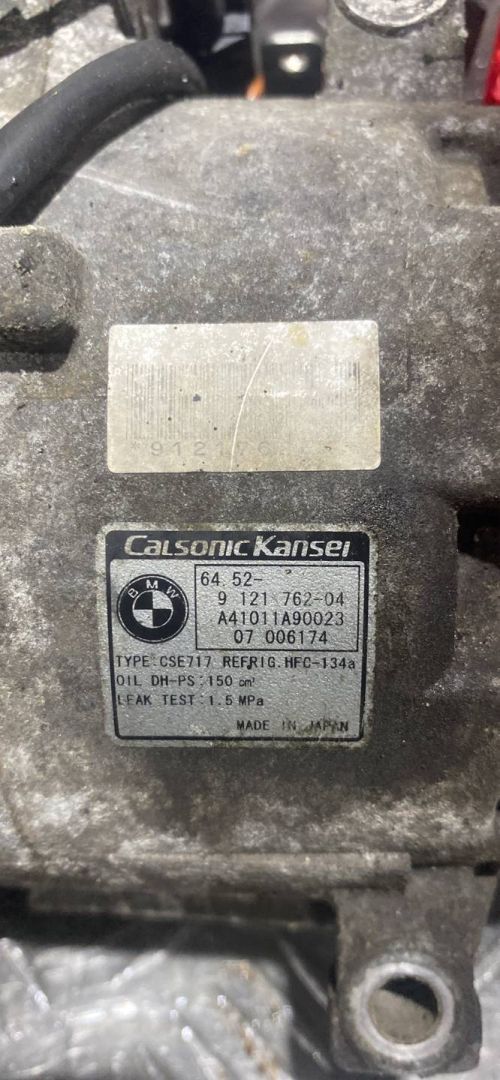 Calsonic Kansei
BMW
64 52-
9 121 762-04
A41011A90023
07 006174
TYPE:CSE717 REFRIG.HFC-134a
OIL DH-PS:150 cm³
LEAK TEST:1.5 MPa
MADE IN JAPAN